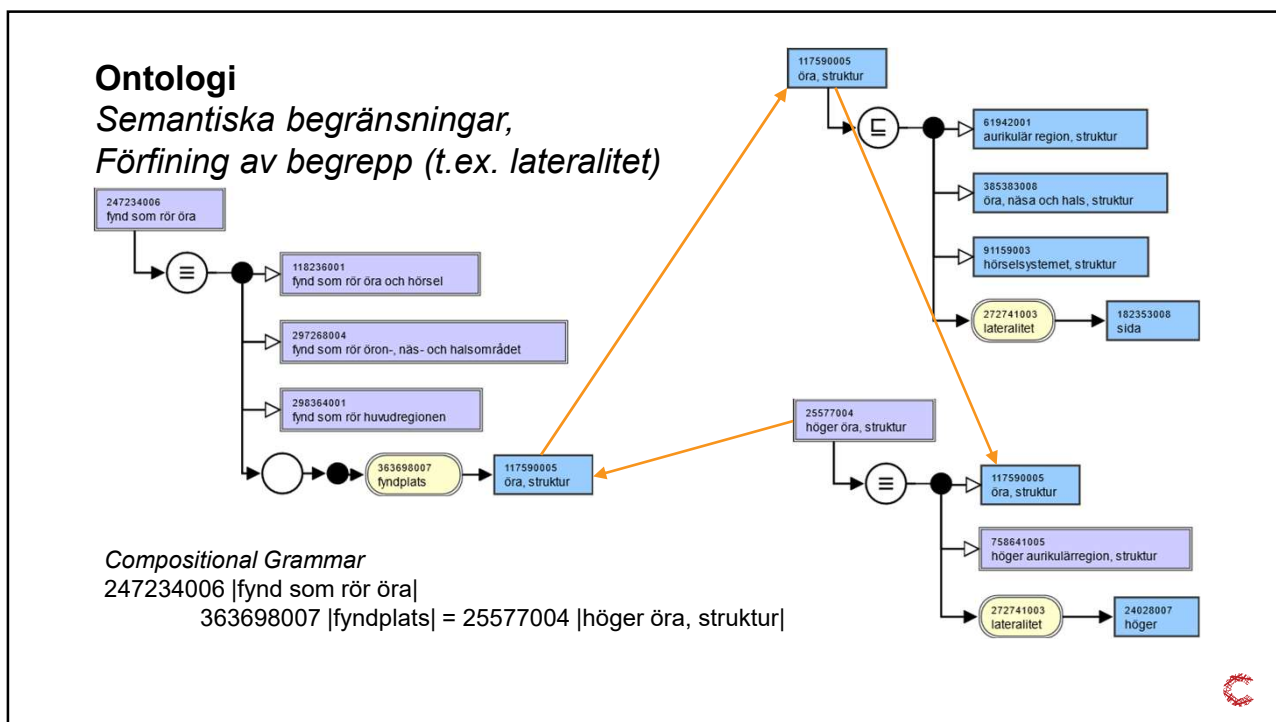 Ontologi
Semantiska begränsningar,
Förfining av begrepp (t.ex. lateralitet)
247234006
fynd som rör öra
≡
118236001
fynd som rör öra och hörsel
297268004
fynd som rör öron-, näs- och halsområdet
298364001
fynd som rör huvudregionen
363698007
fyndplats
117590005
öra, struktur
117590005
öra, struktur
⊑
61942001
aurikulär region, struktur
385383008
öra, näsa och hals, struktur
91159003
hörselsystemet, struktur
272741003
lateralitet
182353008
sida
25577004
höger öra, struktur
≡
117590005
öra, struktur
758641005
höger aurikulärregion, struktur
272741003
lateralitet
24028007
höger
Compositional Grammar
247234006 |fynd som rör öra|
363698007 |fyndplats| = 25577004 |höger öra, struktur|